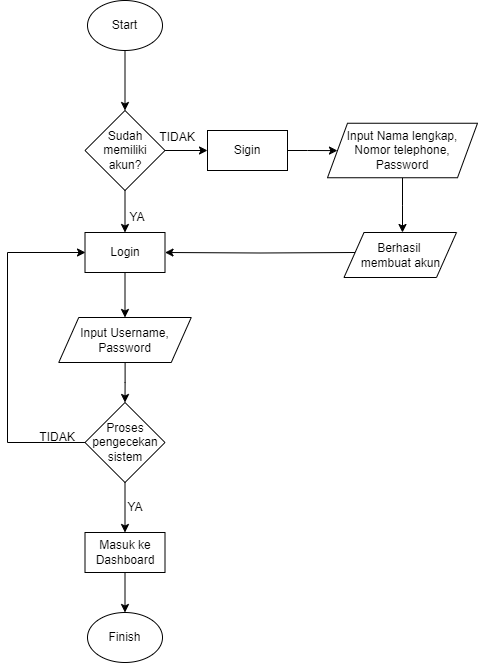 Start
Sudah
memiliki
akun?
TIDAK
Sigin
Input Nama lengkap,
Nomor telephone,
Password
YA
Login
Berhasil
membuat akun
Input Username,
Password
Proses
pengecekan
sistem
TIDAK
YA
Masuk ke
Dashboard
Finish